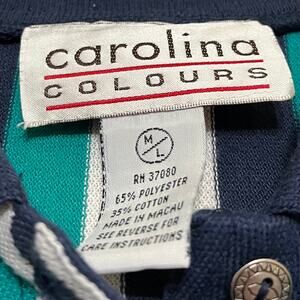 carolina
COLOURS
M/L
RN 37080
65% POLYESTER
35% COTTON
MADE IN MACAU
SEE REVERSE FOR
CARE INSTRUCTIONS